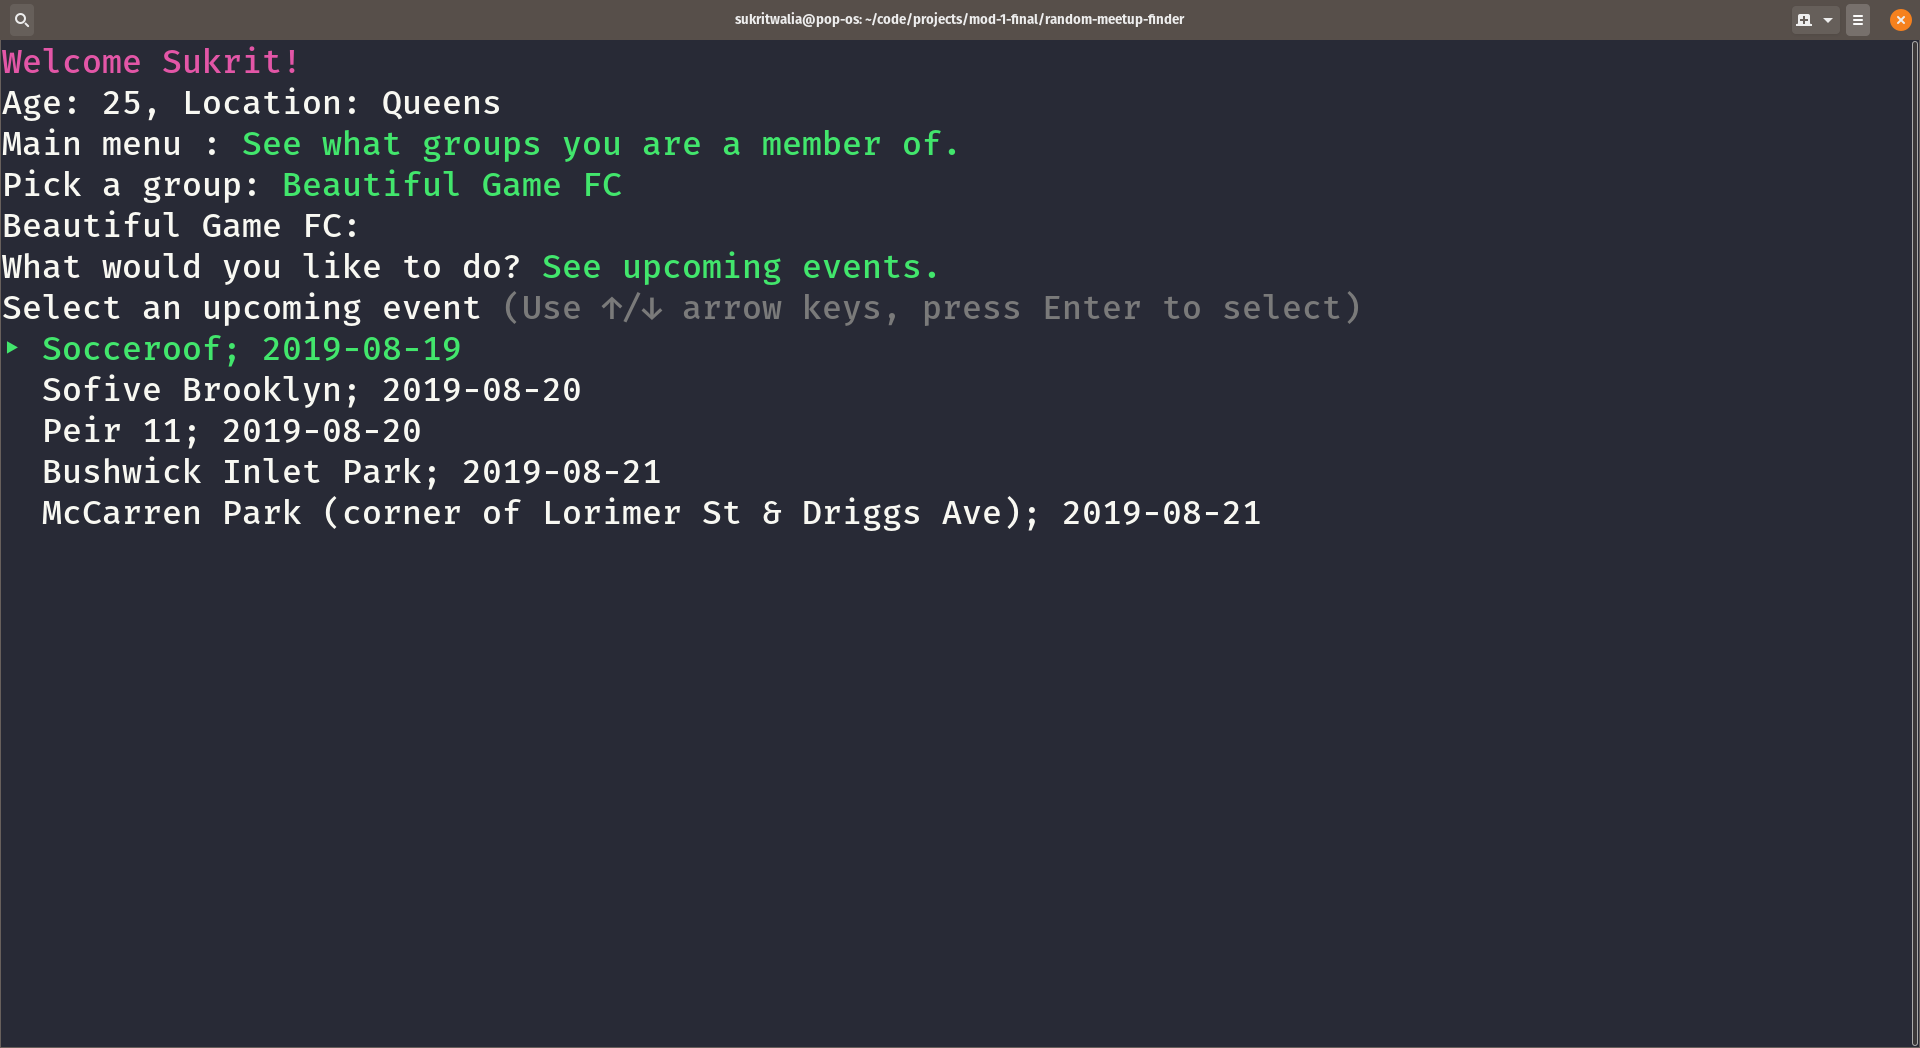 sukritwalia@pop-os: ~/code/projects/mod-1-final/random-meetup-finder
Welcome Sukrit!
Age: 25, Location: Queens
Main menu : See what groups you are a member of.
Pick a group: Beautiful Game FC
Beautiful Game FC:
What would you like to do? See upcoming events.
Select an upcoming event (Use ↑/↓ arrow keys, press Enter to select)
‣ Socceroof; 2019-08-19
Sofive Brooklyn; 2019-08-20
Peir 11; 2019-08-20
Bushwick Inlet Park; 2019-08-21
McCarren Park (corner of Lorimer St & Driggs Ave); 2019-08-21